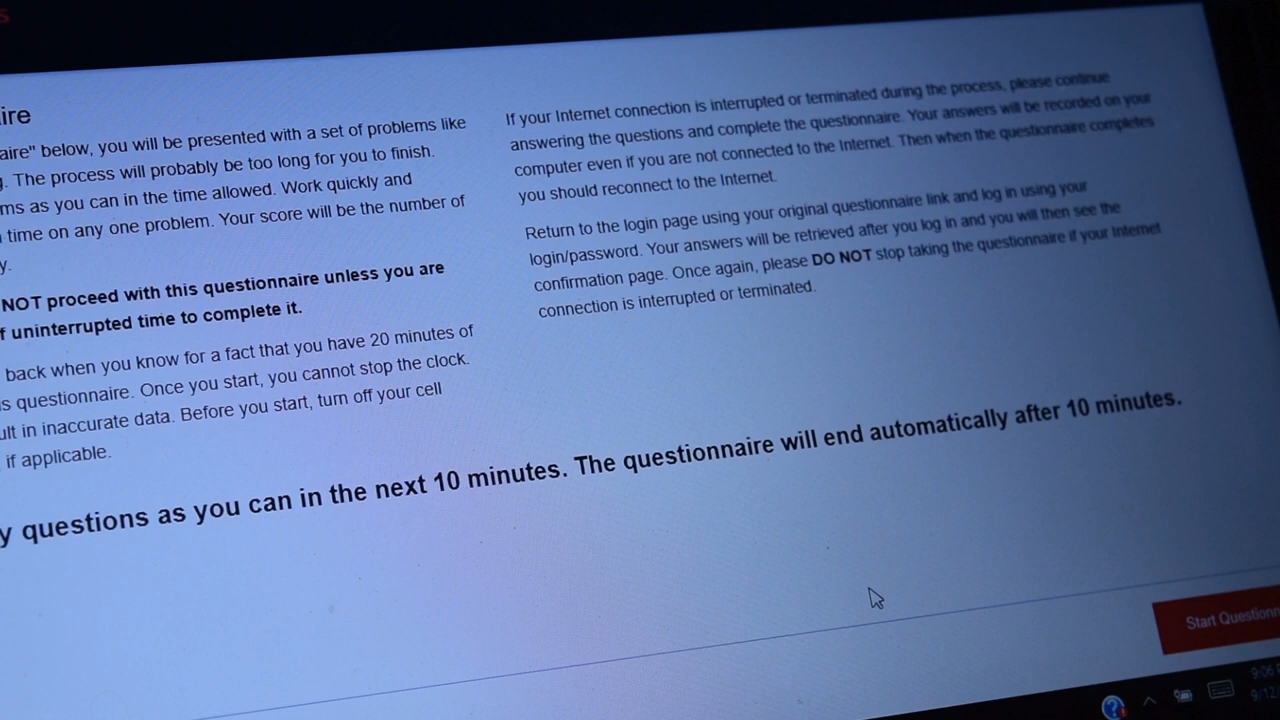 s
ire
aire" below, you will be presented with a set of problems like
g. The process will probably be too long for you to finish.
ms as you can in the time allowed. Work quickly and
time on any one problem. Your score will be the number of
y.
NOT proceed with this questionnaire unless you are
f uninterrupted time to complete it.
back when you know for a fact that you have 20 minutes of
is questionnaire. Once you start, you cannot stop the clock.
ult in inaccurate data. Before you start, turn off your cell
if applicable.
If your Internet connection is interrupted or terminated during the process, please continue
answering the questions and complete the questionnaire. Your answers will be recorded on your
computer even if you are not connected to the Internet. Then when the questionnaire completes
you should reconnect to the Internet.
Return to the login page using your original questionnaire link and log in using your
login/password. Your answers will be retrieved after you log in and you will then see the
confirmation page. Once again, please DO NOT stop taking the questionnaire if your Internet
connection is interrupted or terminated.
y questions as you can in the next 10 minutes. The questionnaire will end automatically after 10 minutes.
Start Questionn
9:06
9/12